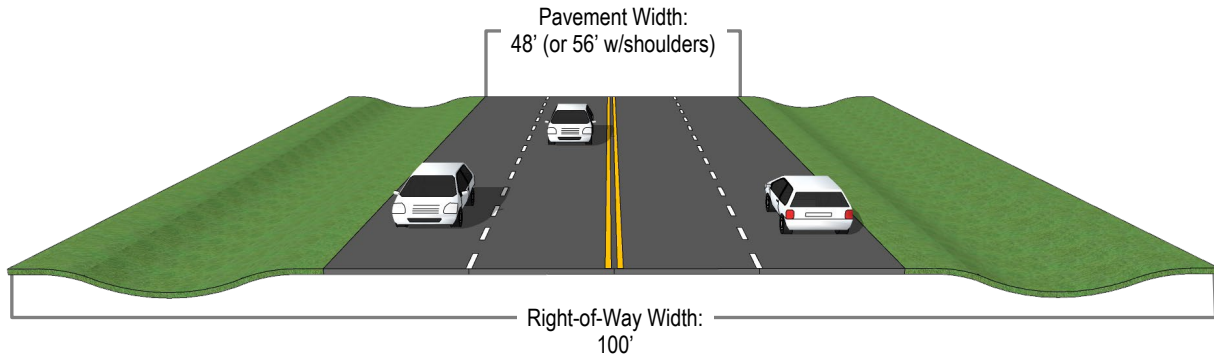 Pavement Width:
48’ (or 56’ w/shoulders)
Right-of-Way Width:
100’